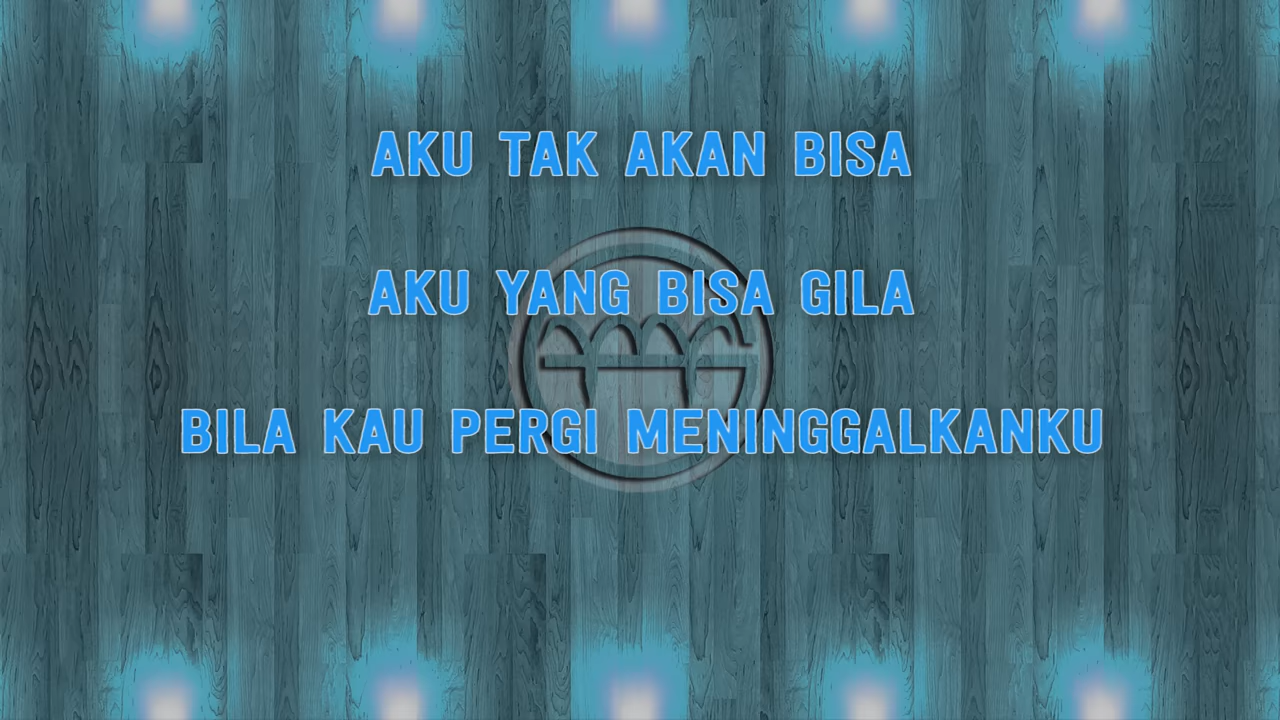 AKU TAK AKAN BISA
AKU YANG BISA GILA
BILA KAU PERGI MENINGGALKANKU